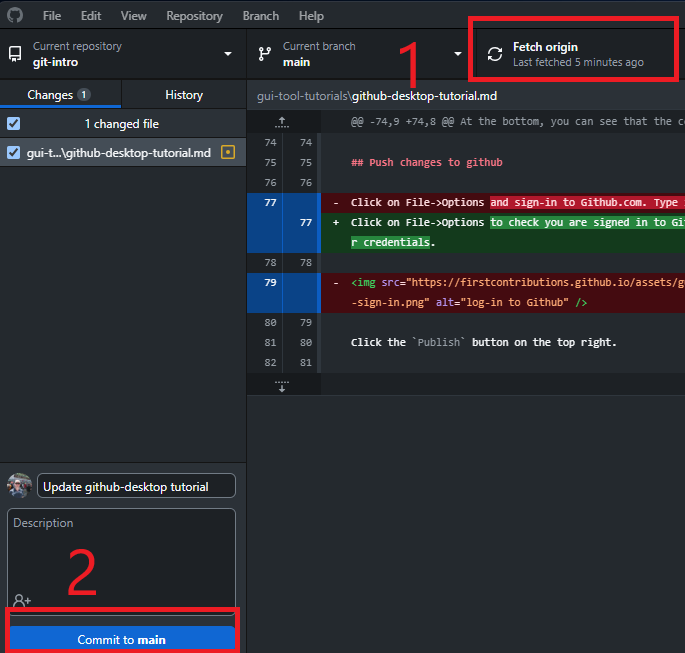 File Edit View Repository Branch Help
Current repository
git-intro
Current branch
main
1
Fetch origin
Last fetched 5 minutes ago
Changes 1 History
gui-tool-tutorials\github-desktop-tutorial.md
1 changed file
gui-t...\github-desktop-tutorial.md
@@ -74,9 +74,8 @@ At the bottom, you can see that the
74 74
75 75 ## Push changes to github
76 76
77 - Click on File->Options and sign-in to Github.com. Type
77 + Click on File->Options to check you are signed in to
r credentials.
78 78
79 - <img src="https://firstcontributions.github.io/assets/
-sign-in.png" alt="log-in to Github" />
80 79
81 80 Click the `Publish` button on the top right.
82 81
Update github-desktop tutorial
Description
2
Commit to main